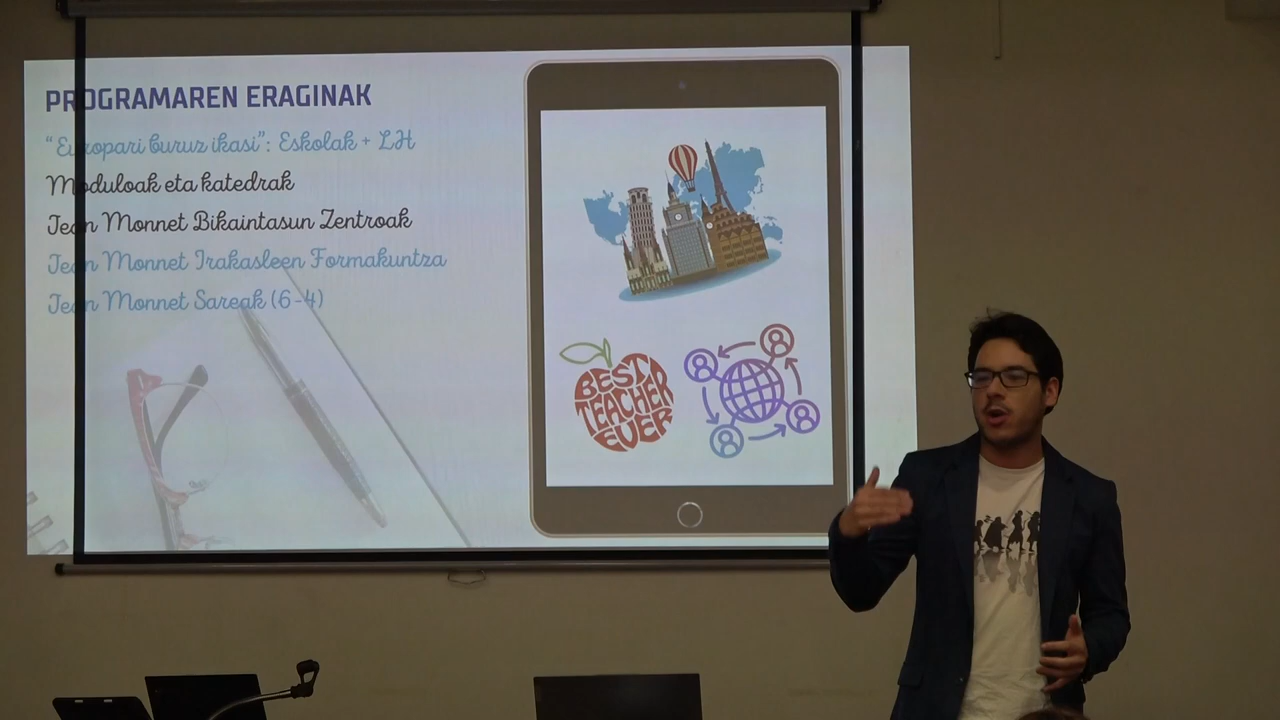 PROGRAMAREN ERAGINAK
“Europari buruz ikasi”: Eskolak + LH
Moduloak eta katedrak
Jean Monnet Bikaintasun Zentroak
Jean Monnet Irakasleen Formakuntza
Jean Monnet Sareak (6-4)
BEST
TEACHER
EVER